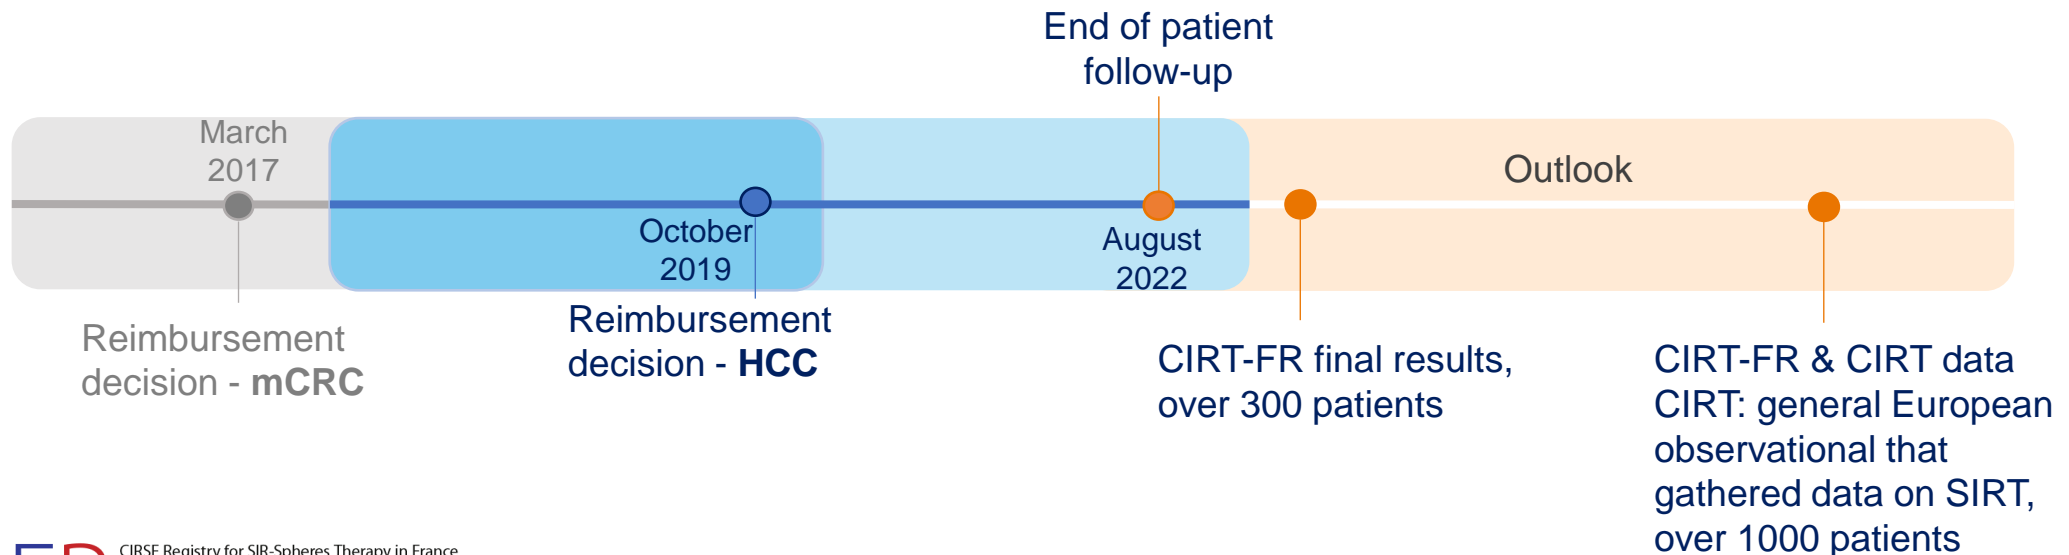 End of patient
follow-up
March
2017
Outlook
October
2019
August
2022
Reimbursement
decision - mCRC
Reimbursement
decision - HCC
CIRT-FR final results,
over 300 patients
CIRT-FR & CIRT data
CIRT: general European
observational that
gathered data on SIRT,
over 1000 patients
FR
CIRSE Registry for SIR-Spheres Therapy in France